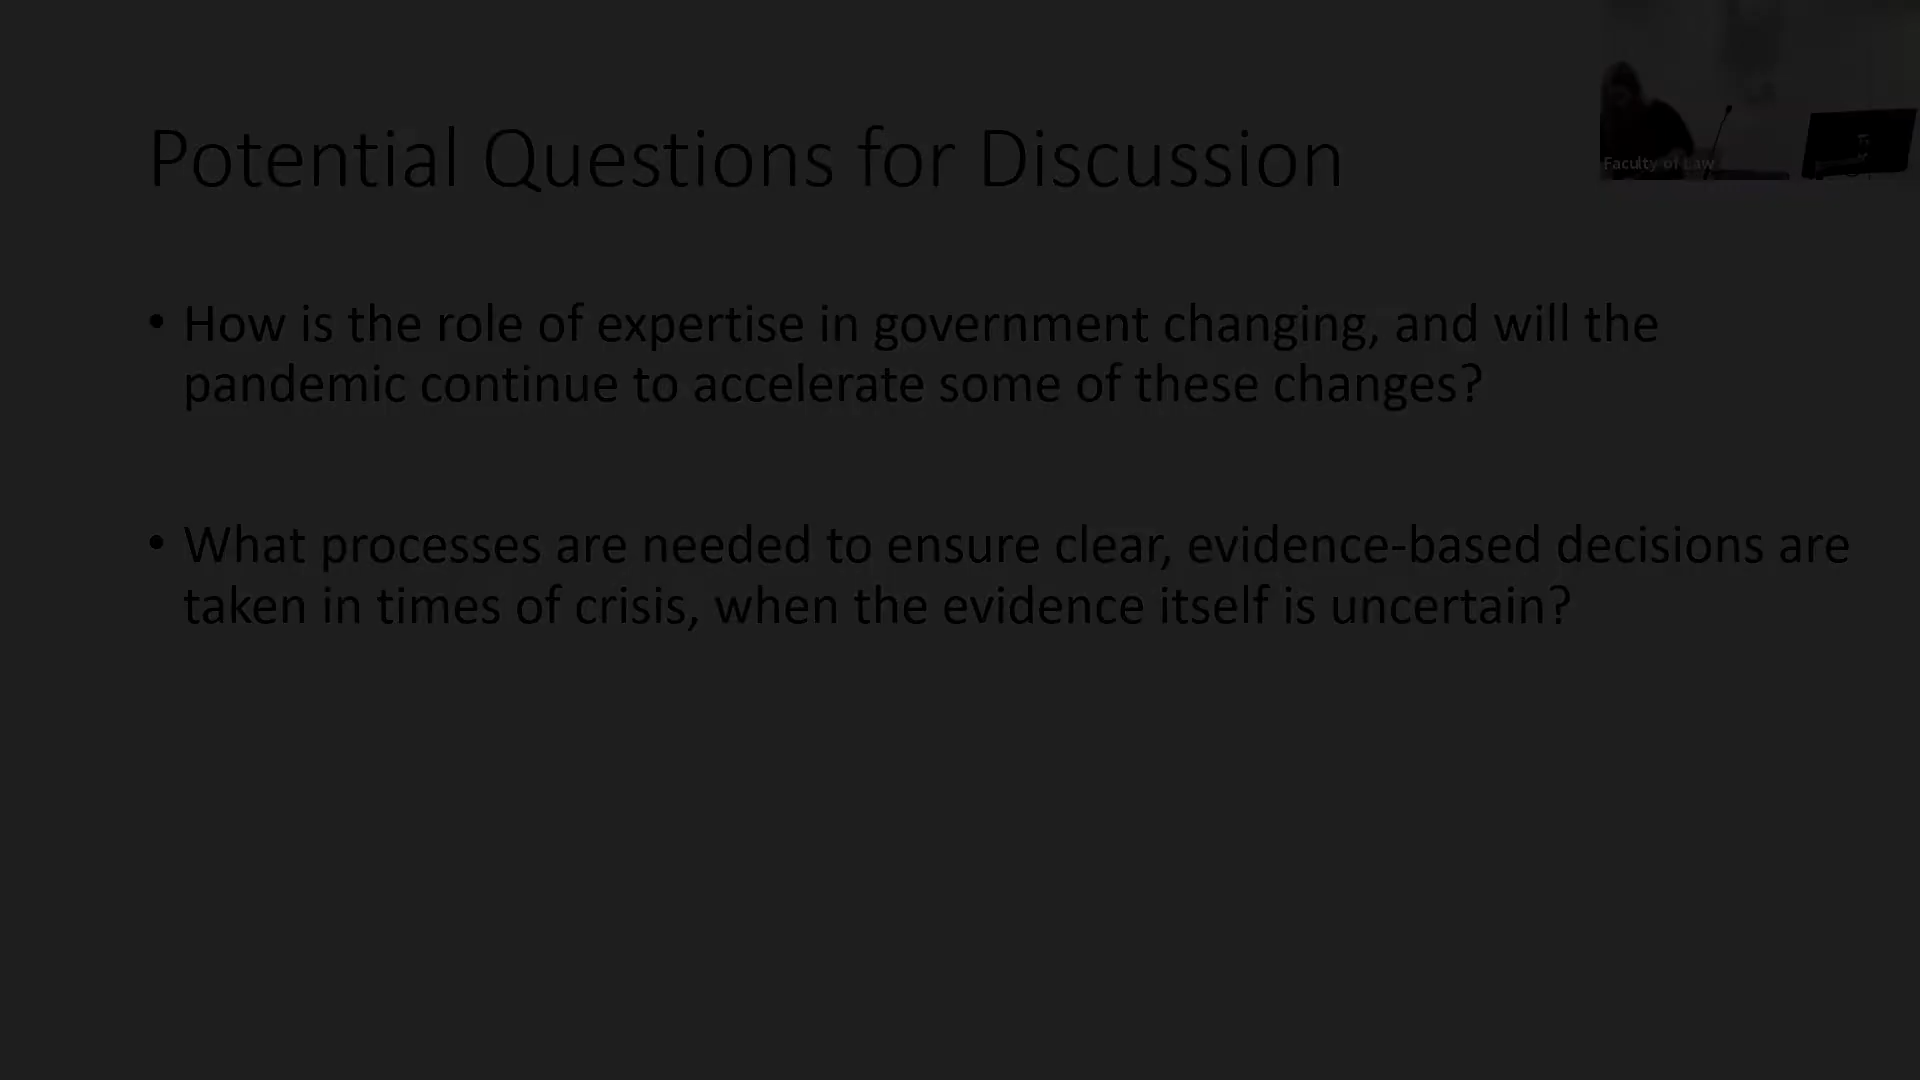 Potential Questions for Discussion
Faculty of Law
• How is the role of expertise in government changing, and will the
pandemic continue to accelerate some of these changes?
• What processes are needed to ensure clear, evidence-based decisions are
taken in times of crisis, when the evidence itself is uncertain?